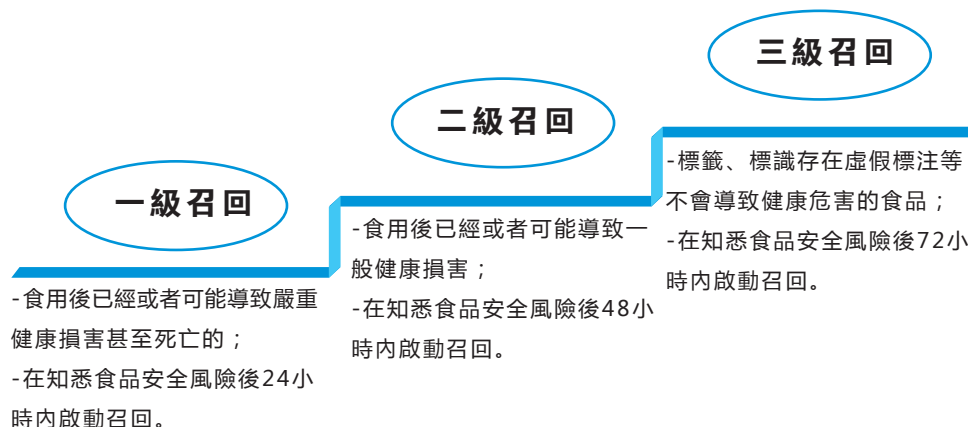 一級召回
-食用後已經或者可能導致嚴重
健康損害甚至死亡的；
-在知悉食品安全風險後24小
時內啟動召回。
二級召回
-食用後已經或者可能導致一
般健康損害；
-在知悉食品安全風險後48小
時內啟動召回。
三級召回
-標籤、標識存在虛假標注等
不會導致健康危害的食品；
-在知悉食品安全風險後72小
時內啟動召回。